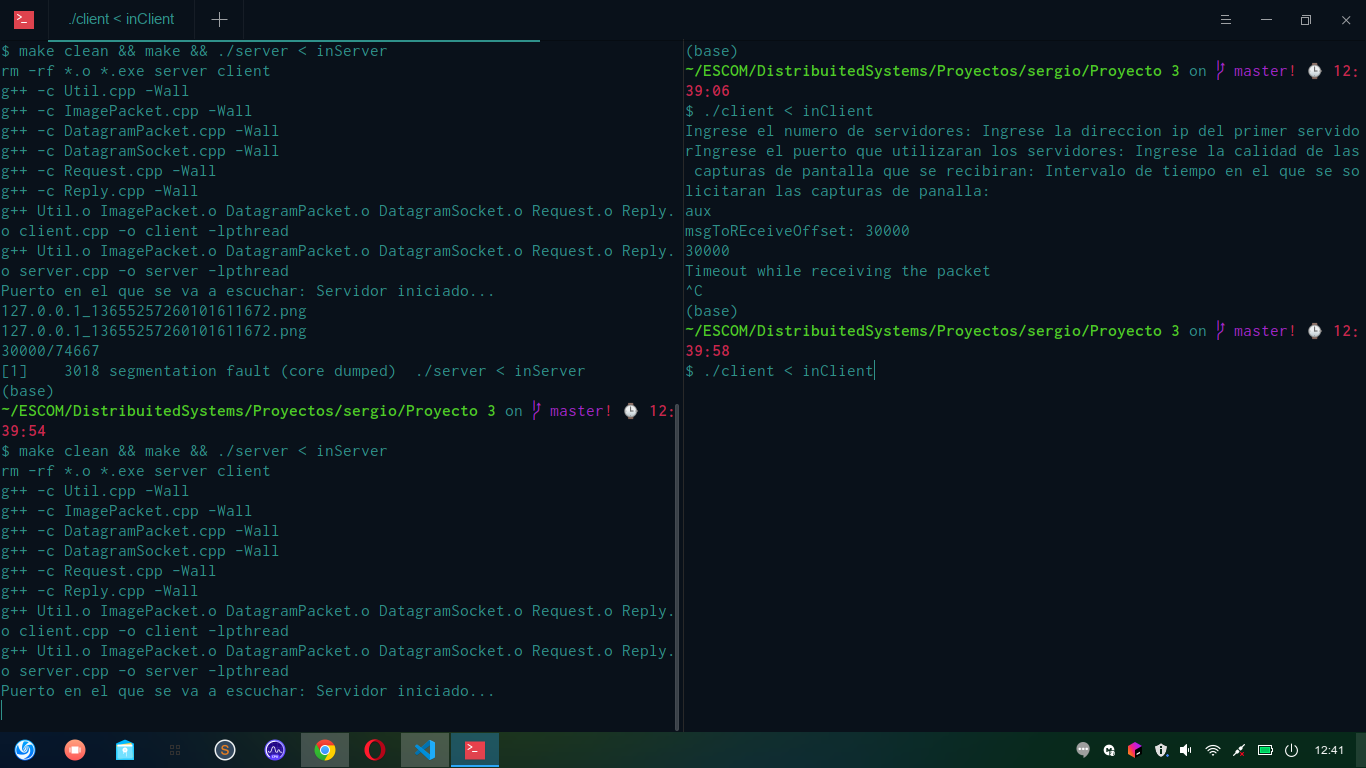 ./client < inClient
$ make clean && make && ./server < inServer
rm -rf *.o *.exe server client
g++ -c Util.cpp -Wall
g++ -c ImagePacket.cpp -Wall
g++ -c DatagramPacket.cpp -Wall
g++ -c DatagramSocket.cpp -Wall
g++ -c Request.cpp -Wall
g++ -c Reply.cpp -Wall
g++ Util.o ImagePacket.o DatagramPacket.o DatagramSocket.o Request.o Reply.
o client.cpp -o client -lpthread
g++ Util.o ImagePacket.o DatagramPacket.o DatagramSocket.o Request.o Reply.
o server.cpp -o server -lpthread
Puerto en el que se va a escuchar: Servidor iniciado...
127.0.0.1_13655257260101611672.png
127.0.0.1_13655257260101611672.png
30000/74667
[1]    3018 segmentation fault (core dumped)  ./server < inServer
(base)
~/ESCOM/DistribuitedSystems/Proyectos/sergio/Proyecto 3 on master! ⌚ 12:
39:54
$ make clean && make && ./server < inServer
rm -rf *.o *.exe server client
g++ -c Util.cpp -Wall
g++ -c ImagePacket.cpp -Wall
g++ -c DatagramPacket.cpp -Wall
g++ -c DatagramSocket.cpp -Wall
g++ -c Request.cpp -Wall
g++ -c Reply.cpp -Wall
g++ Util.o ImagePacket.o DatagramPacket.o DatagramSocket.o Request.o Reply.
o client.cpp -o client -lpthread
g++ Util.o ImagePacket.o DatagramPacket.o DatagramSocket.o Request.o Reply.
o server.cpp -o server -lpthread
Puerto en el que se va a escuchar: Servidor iniciado...
(base)
~/ESCOM/DistribuitedSystems/Proyectos/sergio/Proyecto 3 on master! ⌚ 12:
39:06
$ ./client < inClient
Ingrese el numero de servidores: Ingrese la direccion ip del primer servido
rIngrese el puerto que utilizaran los servidores: Ingrese la calidad de las
 capturas de pantalla que se recibiran: Intervalo de tiempo en el que se so
licitaran las capturas de panalla:
aux
msgToREceiveOffset: 30000
30000
Timeout while receiving the packet
^C
(base)
~/ESCOM/DistribuitedSystems/Proyectos/sergio/Proyecto 3 on master! ⌚ 12:
39:58
$ ./client < inClient
12:41